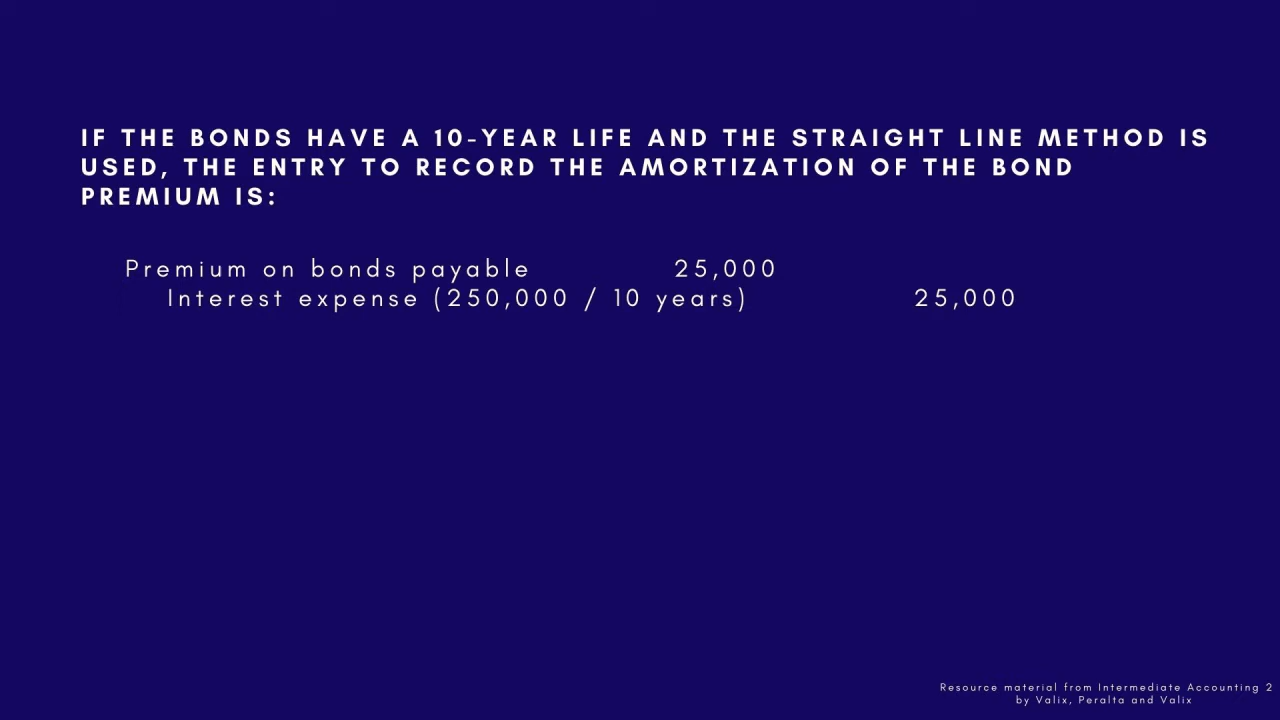 IF THE BONDS HAVE A 10-YEAR LIFE AND THE STRAIGHT LINE METHOD IS
USED, THE ENTRY TO RECORD THE AMORTIZATION OF THE BOND
PREMIUM IS:
Premium on bonds payable 25,000
Interest expense (250,000 / 10 years) 25,000
Resource material from Intermediate Accounting 2
by Valix, Peralta and Valix